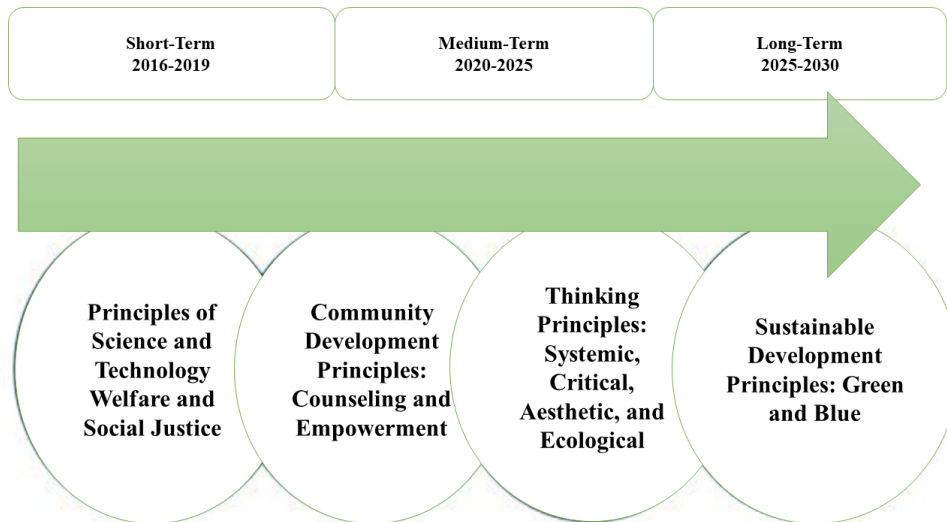 Short-Term
2016-2019
Medium-Term
2020-2025
Long-Term
2025-2030
Principles of
Science and
Technology
Welfare and
Social Justice
Community
Development
Principles:
Counseling and
Empowerment
Thinking
Principles:
Systemic,
Critical,
Aesthetic, and
Ecological
Sustainable
Development
Principles: Green
and Blue